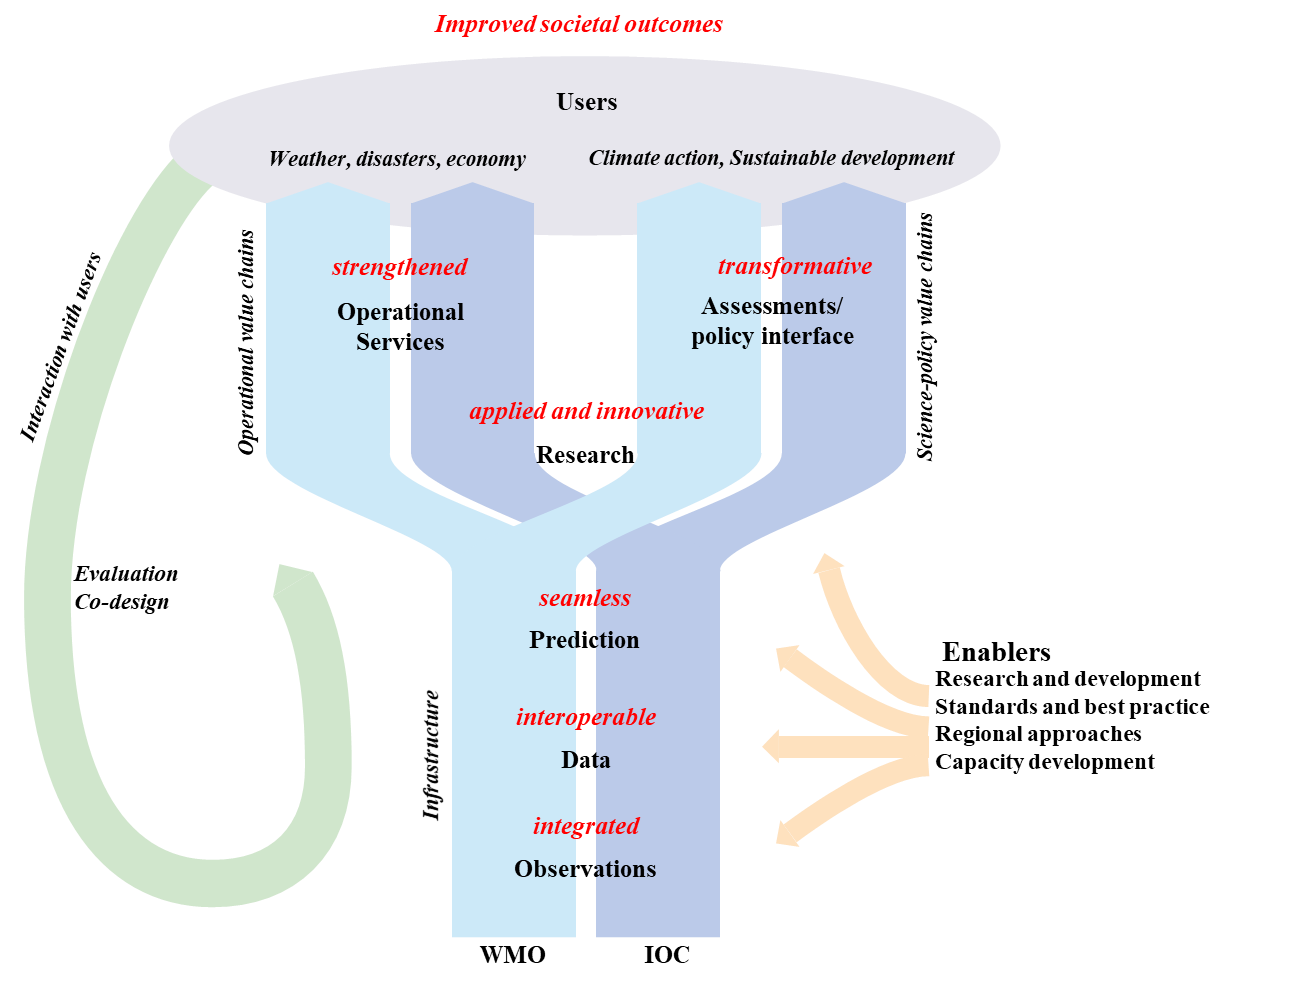 Improved societal outcomes
Users
Weather, disasters, economy
Climate action, Sustainable development
Interaction with users
Operational value chains
strengthened
Operational
Services
transformative
Assessments/
policy interface
Science-policy value chains
applied and innovative
Research
Evaluation
Co-design
seamless
Prediction
Infrastructure
interoperable
Data
integrated
Observations
Enablers
Research and development
Standards and best practice
Regional approaches
Capacity development
WMO
IOC